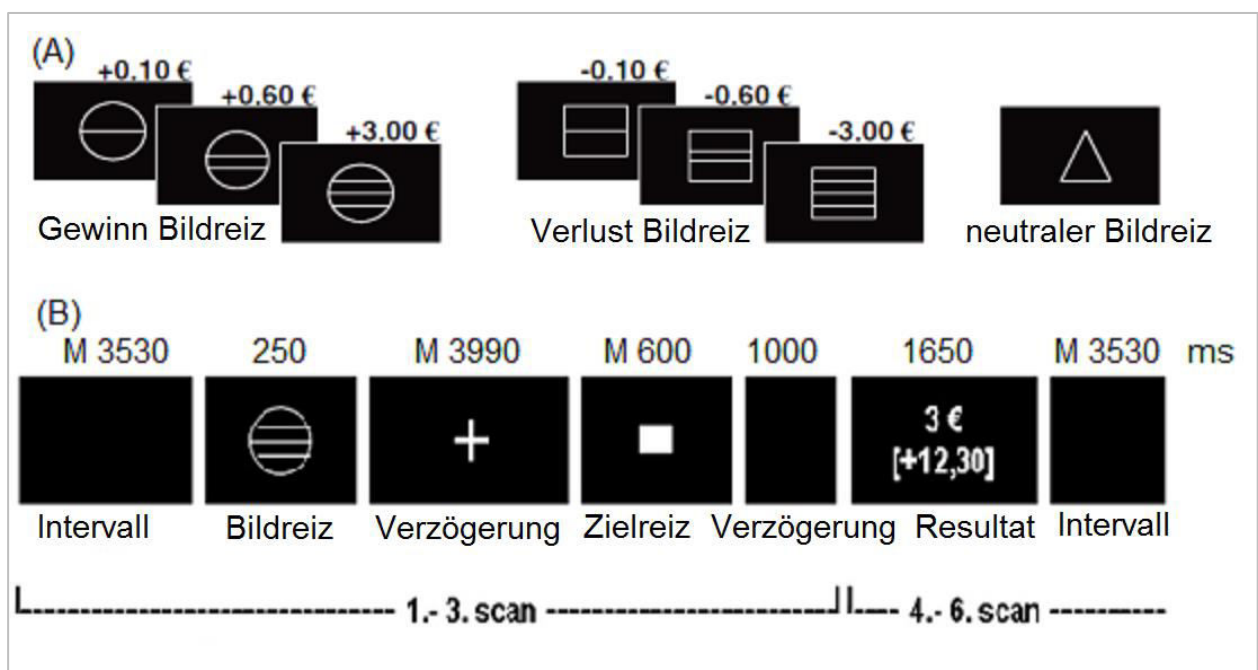 (A)
+0.10 €
+0.60 €
+3.00 €
Gewinn Bildreiz
-0.10 €
-0.60 €
-3.00 €
Verlust Bildreiz
neutraler Bildreiz
(B)
M 3530 250 M 3990 M 600 1000 1650 M 3530 ms
+
3 €
[+12,30]
Intervall Bildreiz Verzögerung Zielreiz Verzögerung Resultat Intervall
1.- 3. scan 4.- 6. scan